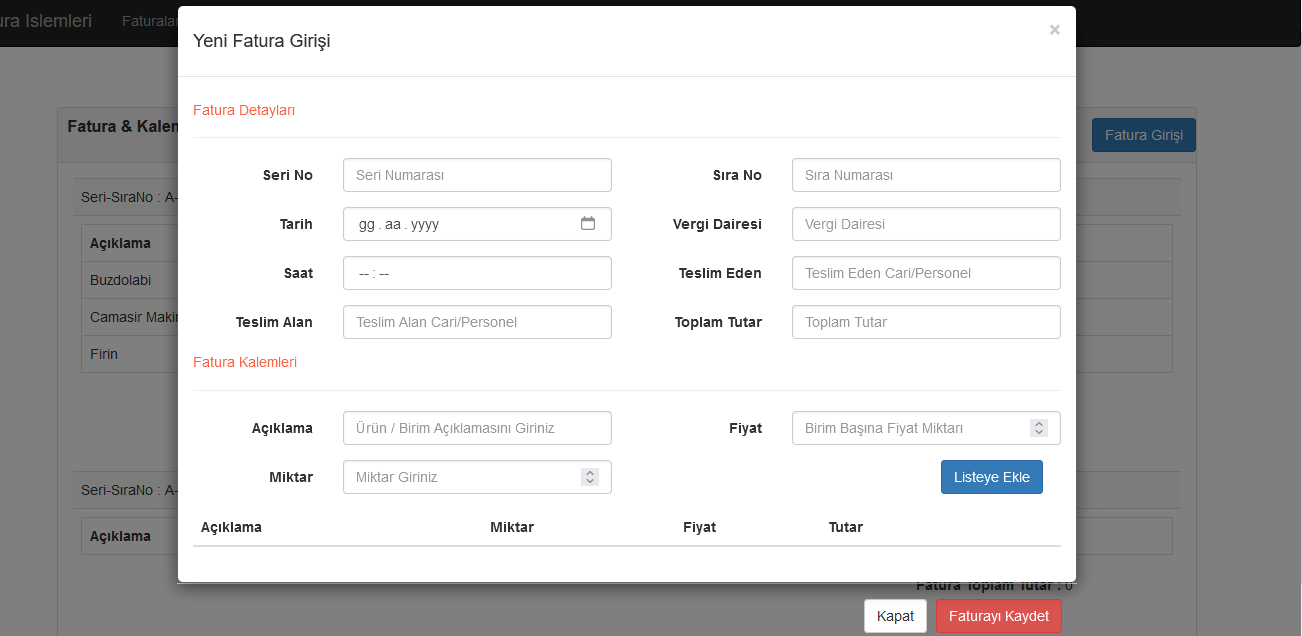 ura Islemleri Faturalar
Yeni Fatura Girişi ×
Fatura & Kalem
Fatura Girişi
Fatura Detayları
Seri No Seri Numarası Sıra No Sıra Numarası
Seri-SıraNo : A-
Tarih gg . aa . yyyy Vergi Dairesi Vergi Dairesi
Açıklama
Saat -- : -- Teslim Eden Teslim Eden Cari/Personel
Buzdolabi
Teslim Alan Teslim Alan Cari/Personel Toplam Tutar Toplam Tutar
Camasir Makin
Firin
Fatura Kalemleri
Açıklama Ürün / Birim Açıklamasını Giriniz Fiyat Birim Başına Fiyat Miktarı
Miktar Miktar Giriniz Listeye Ekle
Seri-SıraNo : A-
Açıklama Miktar Fiyat Tutar
Açıklama
Fatura Toplam Tutar : 0
Kapat Faturayı Kaydet